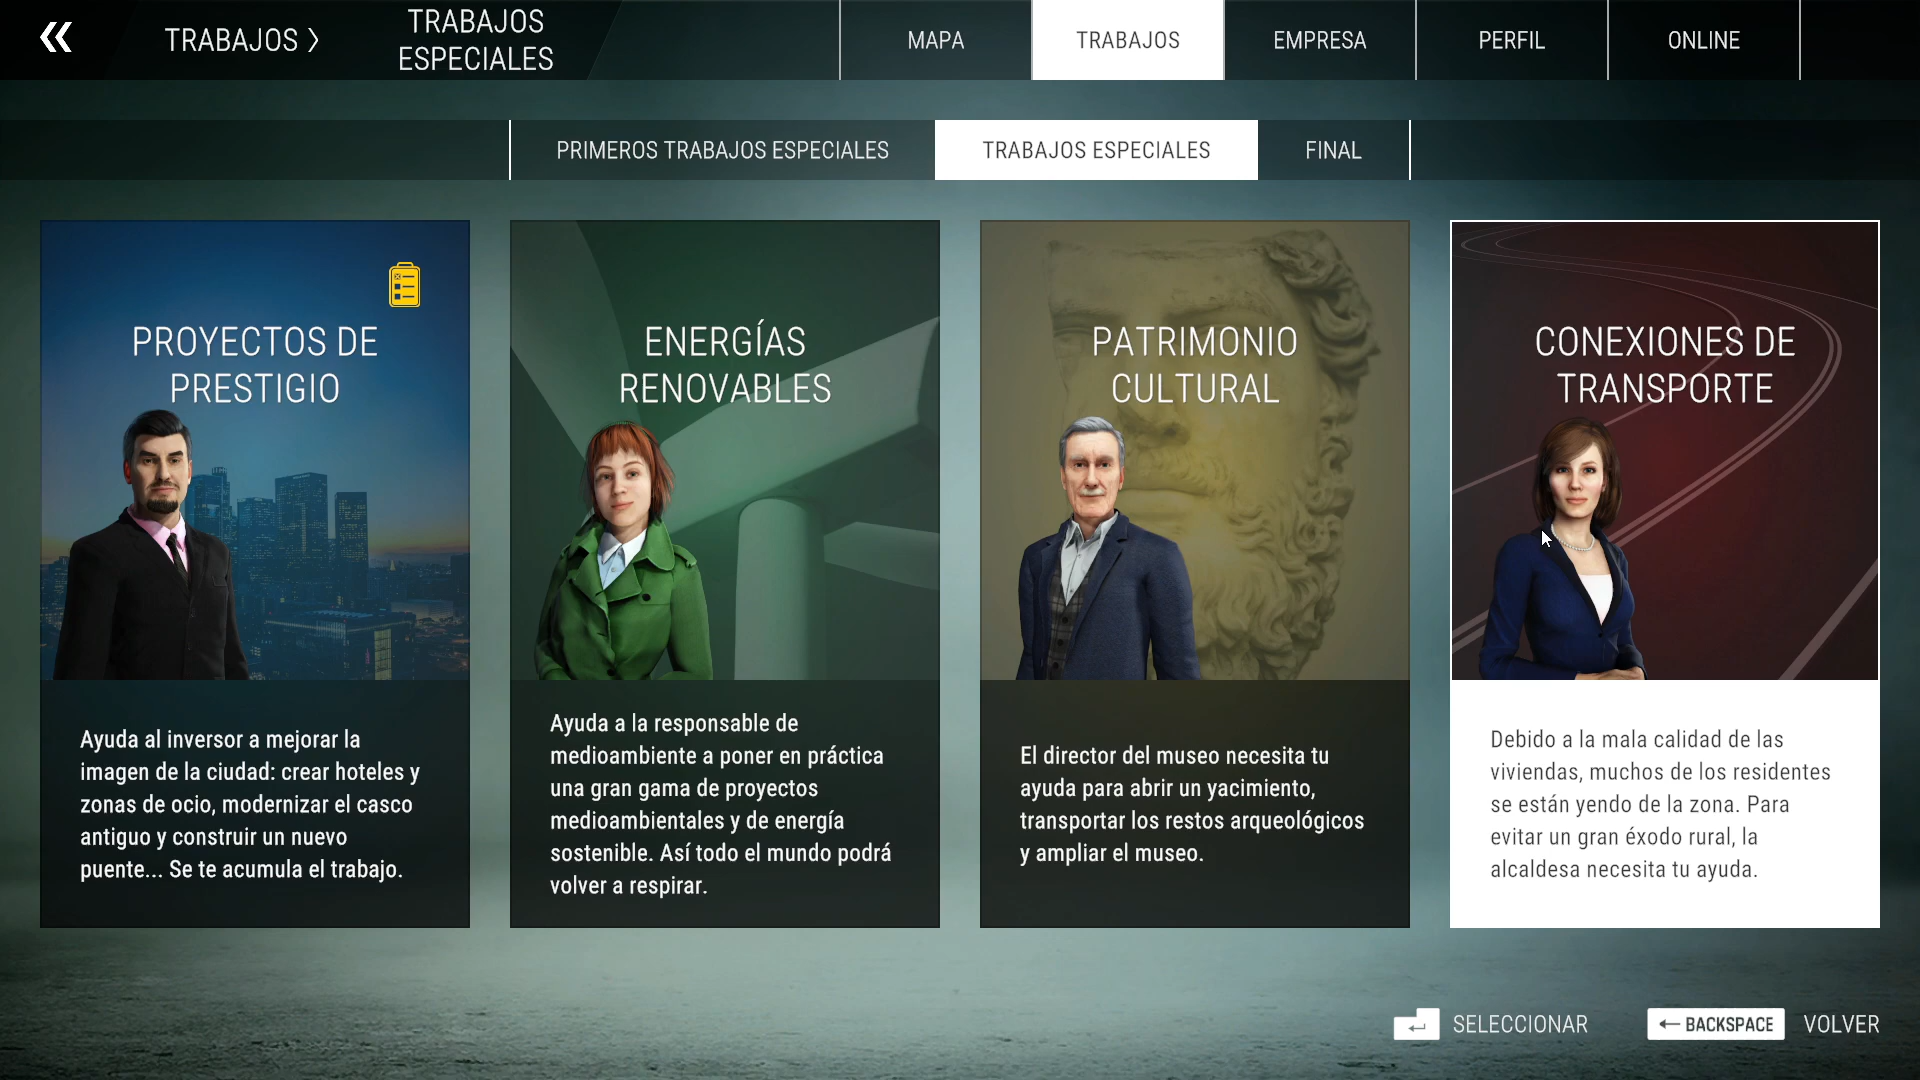 TRABAJOS
TRABAJOS
ESPECIALES
MAPA
TRABAJOS
EMPRESA
PERFIL
ONLINE
PRIMEROS TRABAJOS ESPECIALES
TRABAJOS ESPECIALES
FINAL
PROYECTOS DE
PRESTIGIO
Ayuda al inversor a mejorar la
imagen de la ciudad: crear hoteles y
zonas de ocio, modernizar el casco
antiguo y construir un nuevo
puente... Se te acumula el trabajo.
ENERGÍAS
RENOVABLES
Ayuda a la responsable de
medioambiente a poner en práctica
una gran gama de proyectos
medioambientales y de energía
sostenible. Así todo el mundo podrá
volver a respirar.
PATRIMONIO
CULTURAL
El director del museo necesita tu
ayuda para abrir un yacimiento,
transportar los restos arqueológicos
y ampliar el museo.
CONEXIONES DE
TRANSPORTE
Debido a la mala calidad de las
viviendas, muchos de los residentes
se están yendo de la zona. Para
evitar un gran éxodo rural, la
alcaldesa necesita tu ayuda.
SELECCIONAR
BACKSPACE
VOLVER